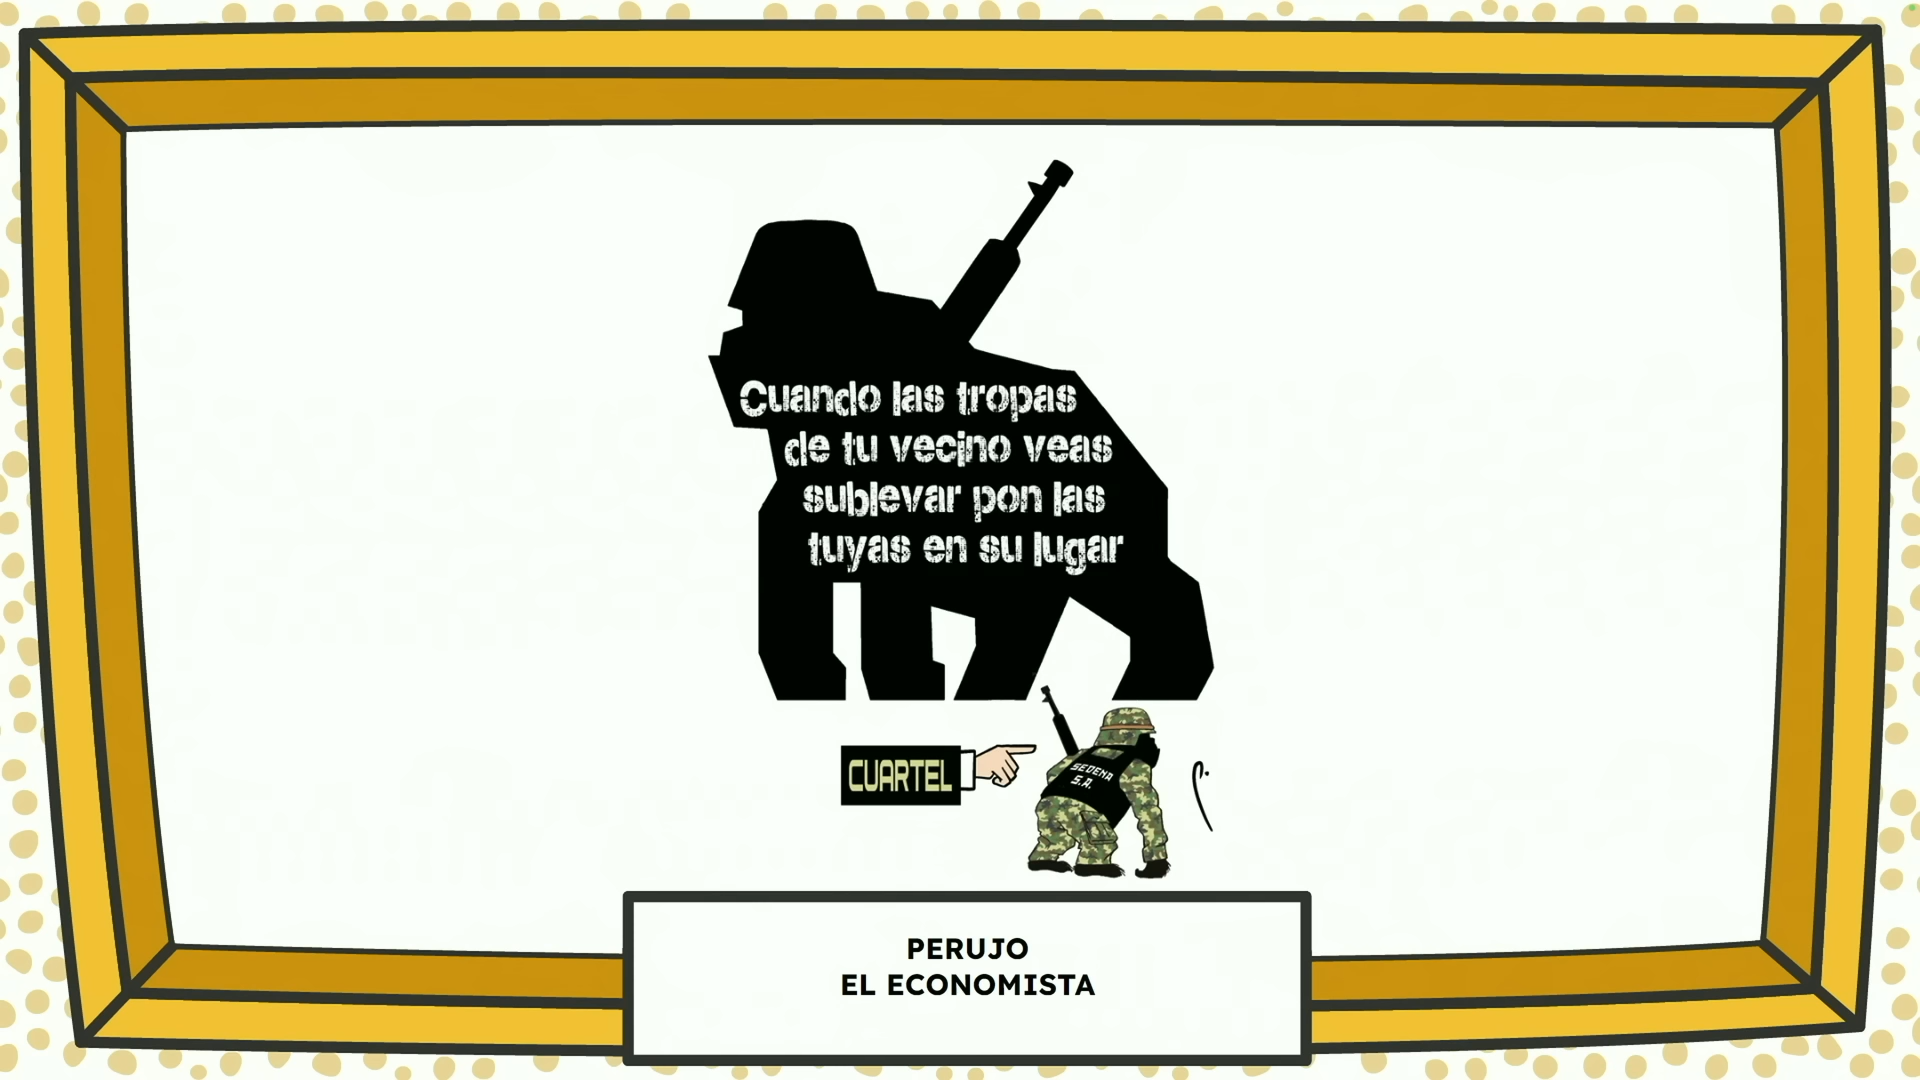 Cuando las tropas
de tu vecino veas
sublevar pon las
tuyas en su lugar
CUARTEL
SEDENA
S.A.
PERUJO
EL ECONOMISTA